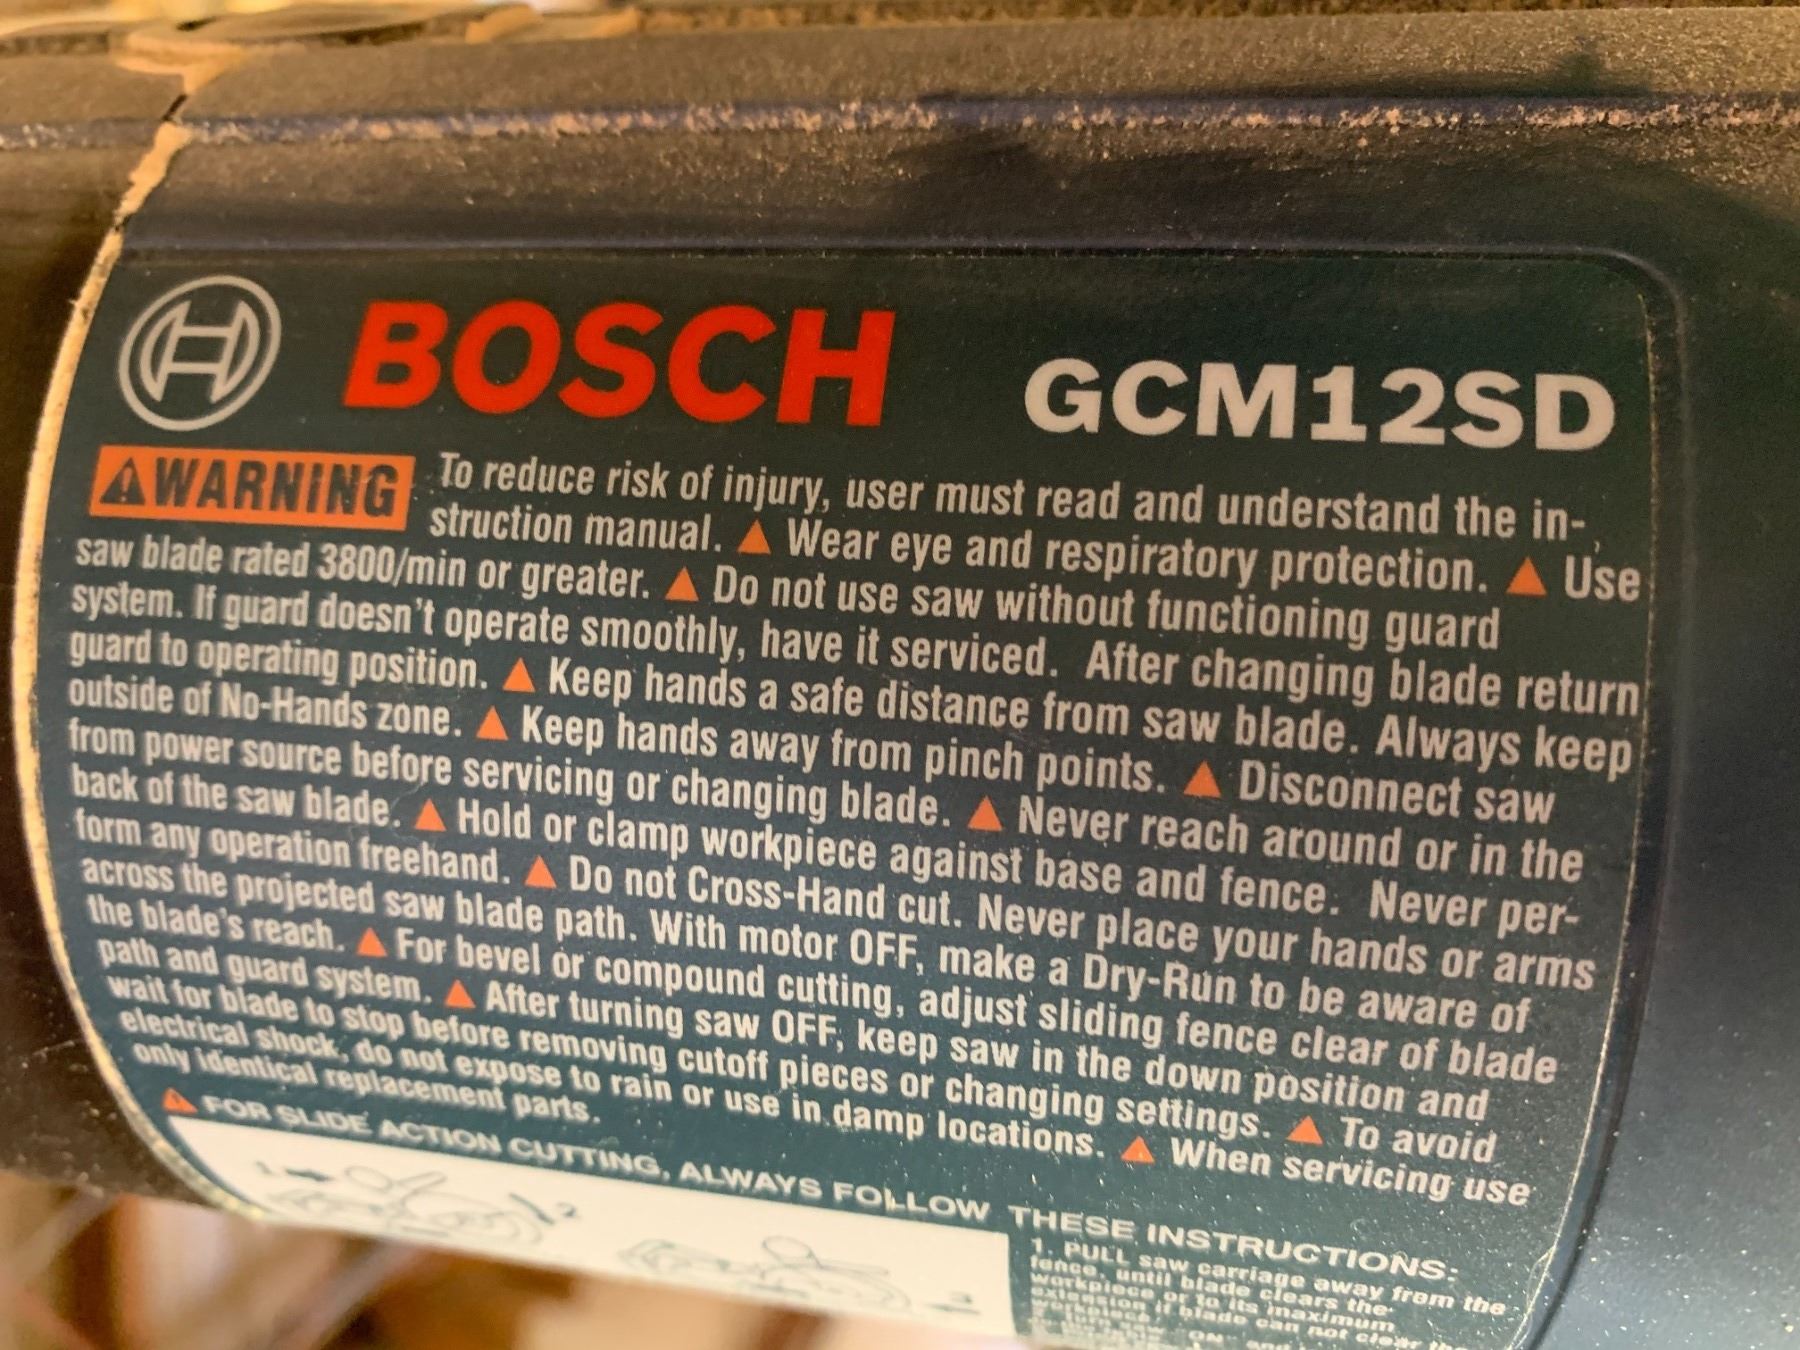 BOSCH GCM12SD
WARNING To reduce risk of injury, user must read and understand the in-
struction manual. ▲ Wear eye and respiratory protection. ▲ Use
saw blade rated 3800/min or greater. ▲ Do not use saw without functioning guard
system. If guard doesn't operate smoothly, have it serviced. After changing blade return
guard to operating position. ▲ Keep hands a safe distance from saw blade. Always keep
outside of No-Hands zone. ▲ Keep hands away from pinch points. ▲ Disconnect saw
from power source before servicing or changing blade. ▲ Never reach around or in the
back of the saw blade. ▲ Hold or clamp workpiece against base and fence. Never per-
form any operation freehand. ▲ Do not Cross-Hand cut. Never place your hands or arms
across the projected saw blade path. With motor OFF, make a Dry-Run to be aware of
the blade's reach. ▲ For bevel or compound cutting, adjust sliding fence clear of blade
path and guard system. ▲ After turning saw OFF, keep saw in the down position and
wait for blade to stop before removing cutoff pieces or changing settings. ▲ To avoid
electrical shock, do not expose to rain or use in damp locations. ▲ When servicing use
only identical replacement parts.
FOR SLIDE ACTION CUTTING, ALWAYS FOLLOW THESE INSTRUCTIONS:
1 2
3
1. PULL saw carriage away from the
fence, until blade clears the
workpiece or to its maximum
extension if blade can not clear the
workpiece